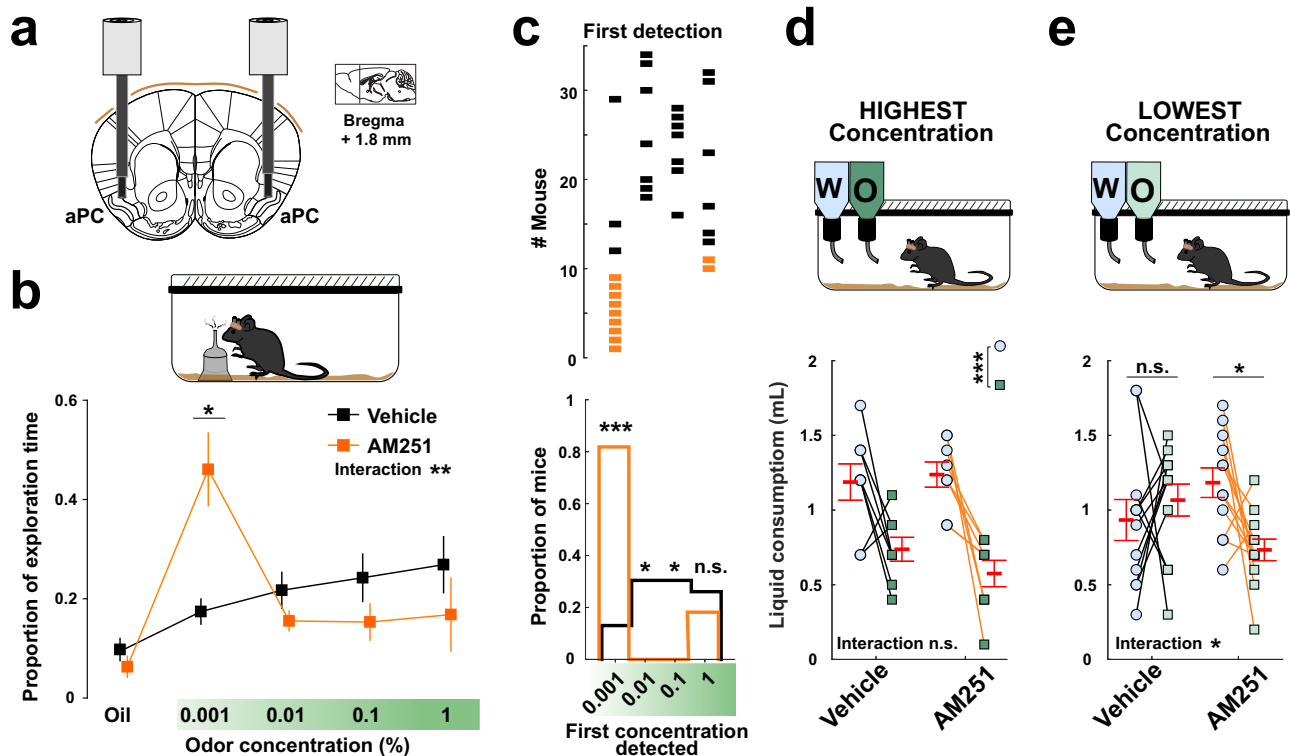 a
aPC
aPC
Bregma
+ 1.8 mm
b
Proportion of exploration time
0.6
0.4
0.2
0
*
Vehicle
AM251
Interaction **
Oil
0.001
0.01
0.1
1
Odor concentration (%)
c
First detection
# Mouse
30
20
10
0
Proportion of mice
1
0.8
0.6
0.4
0.2
0
***
*
*
n.s.
0.001
0.01
0.1
1
First concentration
detected
d
HIGHEST
Concentration
W
O
Liquid consumptiom (mL)
2
1.5
1
0.5
0
***
Interaction n.s.
Vehicle
AM251
e
LOWEST
Concentration
W
O
2
1.5
1
0.5
0
n.s.
*
Interaction *
Vehicle
AM251